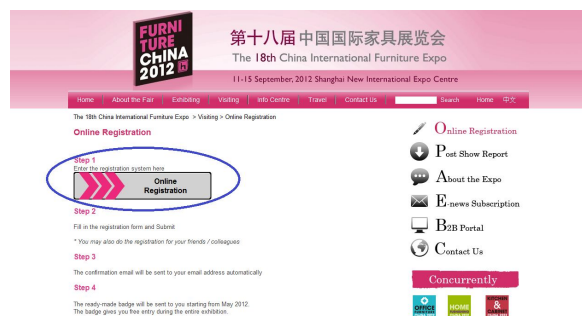 FURNI
TURE
CHINA
2012
第十八届中国国际家具展览会
The 18th China International Furniture Expo
11-15 September, 2012 Shanghai New International Expo Centre
Home About the Fair Exhibiting Visiting Info Centre Travel Contact Us Search Home 中文
The 18th China International Furniture Expo > Visiting > Online Registration
Online Registration
Step 1
Enter the registration system here
Online
Registration
Step 2
Fill in the registration form and Submit
* You may also do the registration for your friends / colleagues
Step 3
The confirmation email will be sent to your email address automatically
Step 4
The ready-made badge will be sent to you starting from May 2012.
The badge gives you free entry during the entire exhibition.
Online Registration
Post Show Report
About the Expo
E-news Subscription
B2B Portal
Contact Us
Concurrently
OFFICE
FURNITURE
HOME
KITCHEN
&
CABINET